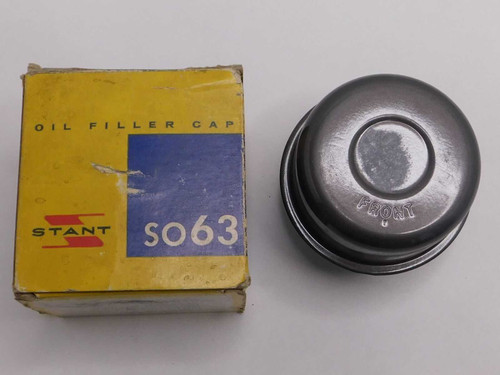 OIL FILLER CAP
STANT
SO63
FRONT